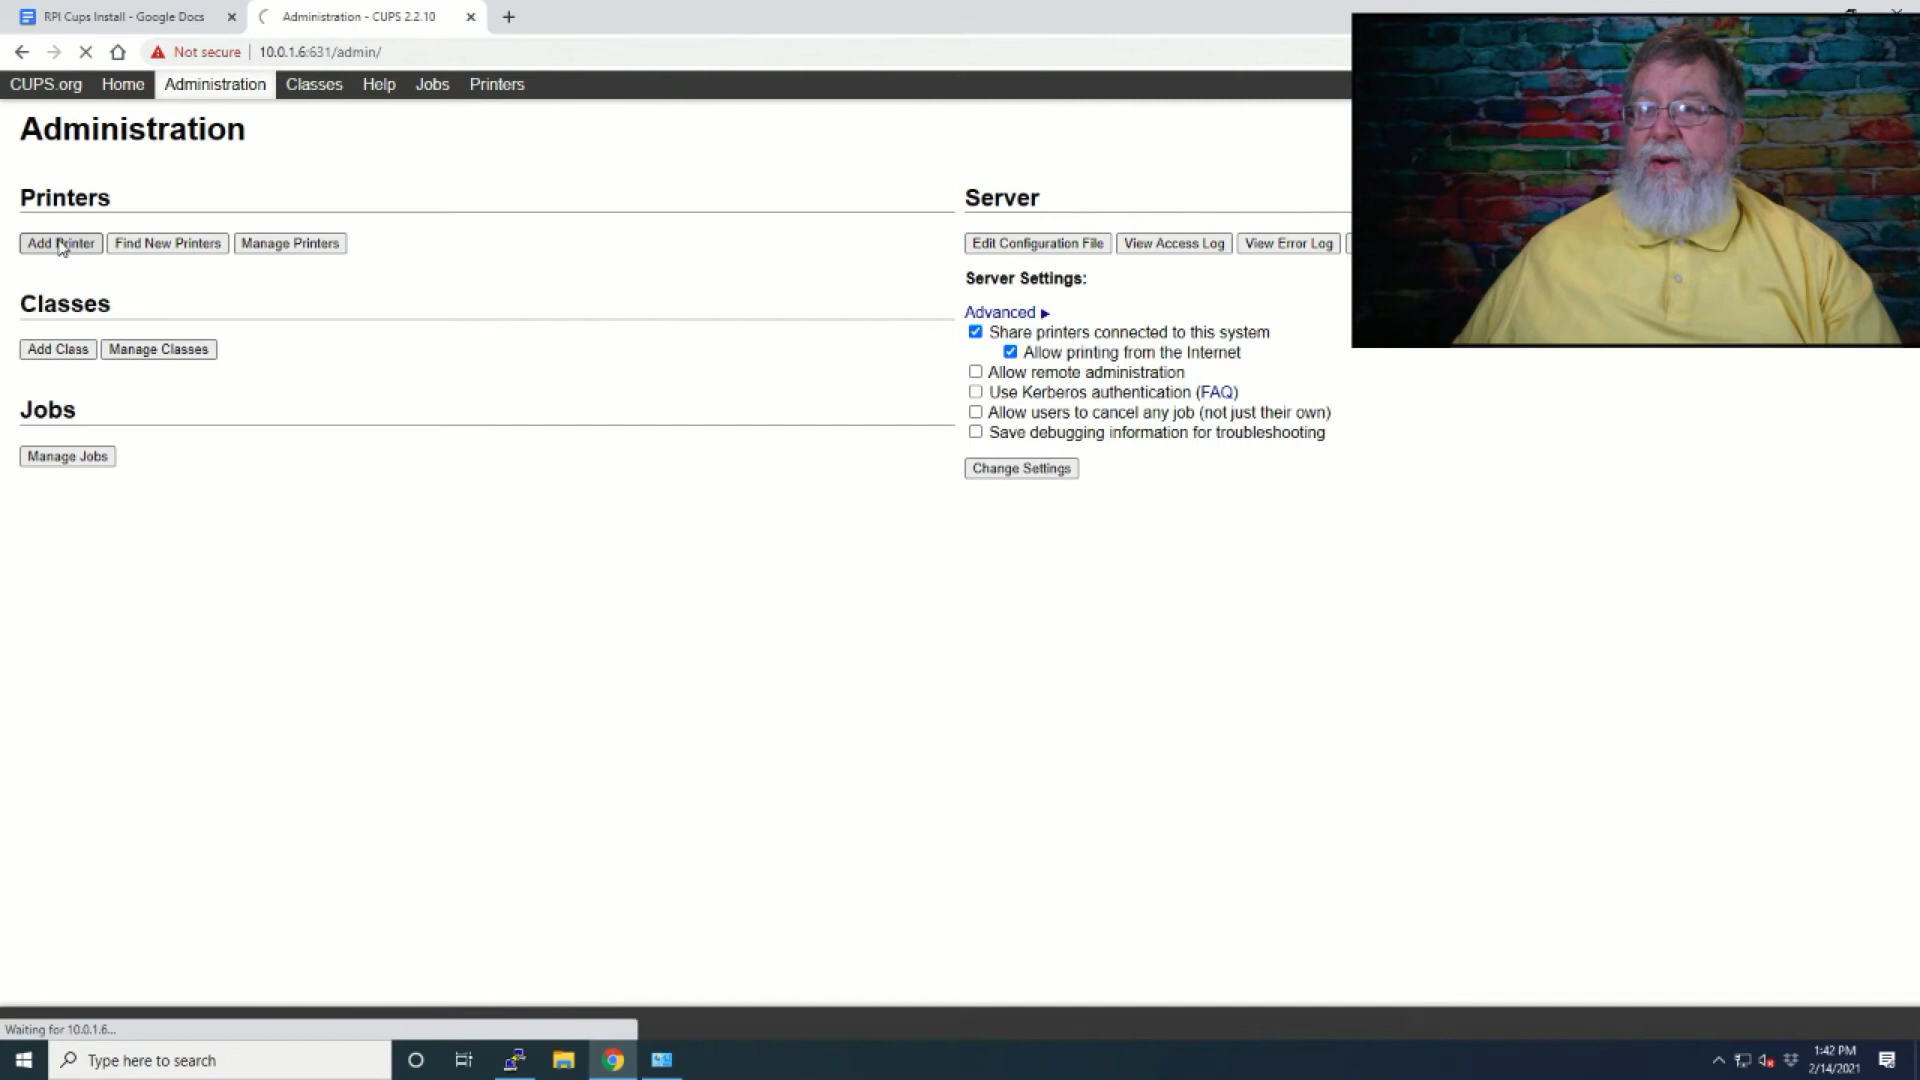 RPI Cups Install - Google Docs
Administration - CUPS 2.2.10
Not secure
10.0.1.6:631/admin/
CUPS.org Home Administration Classes Help Jobs Printers
Administration
Printers
Add Printer Find New Printers Manage Printers
Classes
Add Class Manage Classes
Jobs
Manage Jobs
Server
Edit Configuration File View Access Log View Error Log
Server Settings:
Advanced ▶
Share printers connected to this system
Allow printing from the Internet
Allow remote administration
Use Kerberos authentication (FAQ)
Allow users to cancel any job (not just their own)
Save debugging information for troubleshooting
Change Settings
Waiting for 10.0.1.6...
Type here to search
1:42 PM
2/14/2021